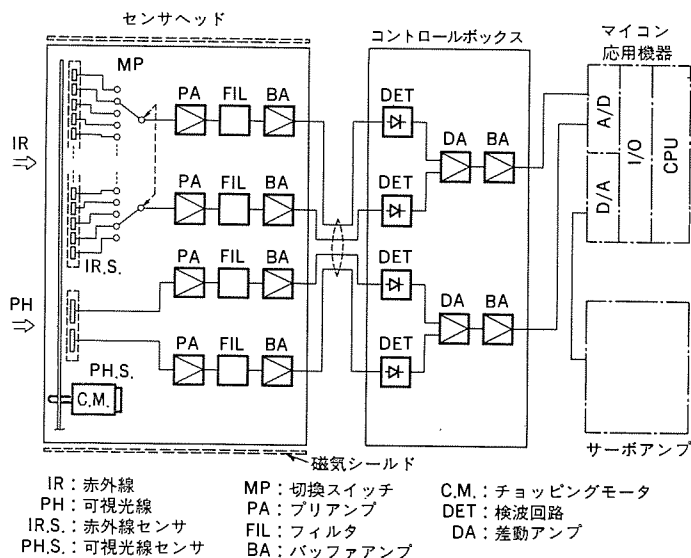 センサヘッド
コントロールボックス
マイコン
応用機器
MP
PA FIL BA
DET
DA BA
A/D
I/O
CPU
D/A
IR
DET
PA FIL BA
I.R.S.
PH
PA FIL BA
DET
DA BA
PA FIL BA
DET
PH.S.
C.M.
サーボアンプ
磁気シールド
IR：赤外線
PH：可視光線
IR.S.：赤外線センサ
PH.S.：可視光線センサ
MP：切換スイッチ
PA：プリアンプ
FIL：フィルタ
BA：バッファアンプ
C.M.：チョッピングモータ
DET：検波回路
DA：差動アンプ